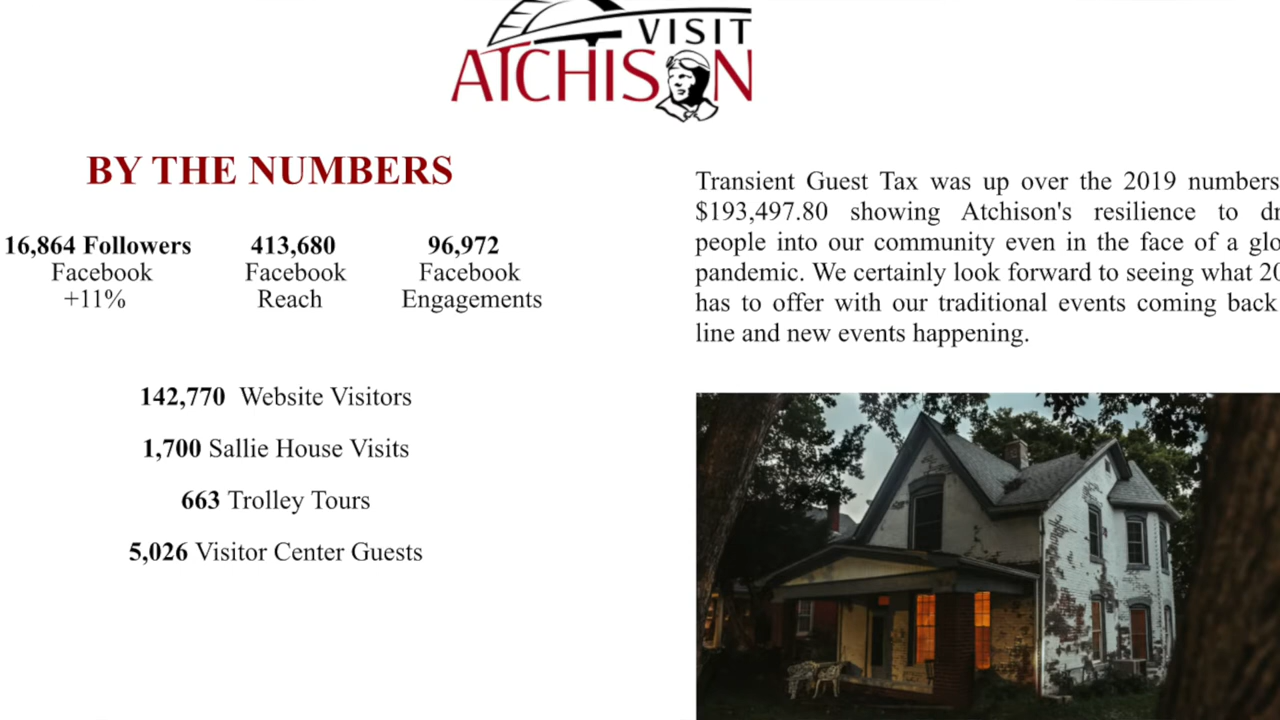 VISIT
ATCHISON
BY THE NUMBERS
16,864 Followers
Facebook
+11%
413,680
Facebook
Reach
96,972
Facebook
Engagements
142,770 Website Visitors
1,700 Sallie House Visits
663 Trolley Tours
5,026 Visitor Center Guests
Transient Guest Tax was up over the 2019 numbers
$193,497.80 showing Atchison's resilience to
people into our community even in the face of a
pandemic. We certainly look forward to seeing what
has to offer with our traditional events coming back
line and new events happening.